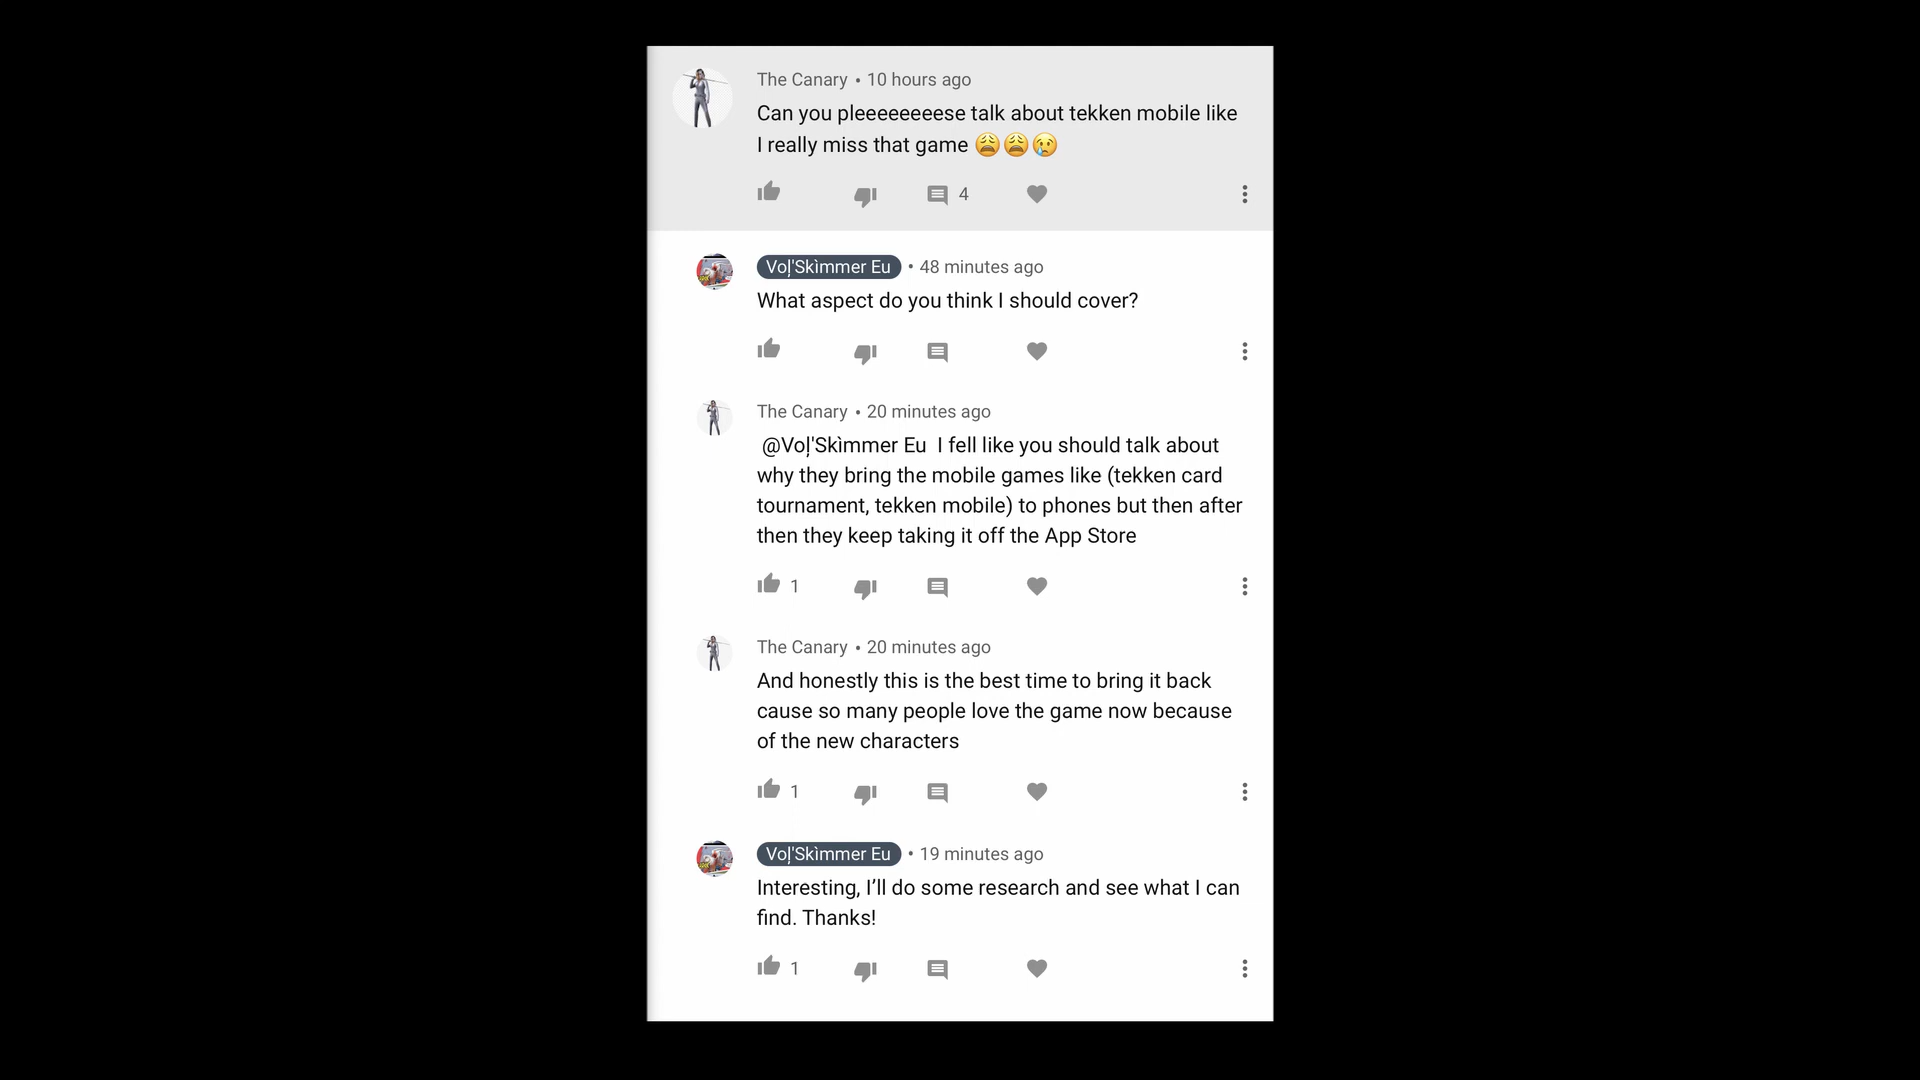 The Canary • 10 hours ago
Can you pleeeeeeeese talk about tekken mobile like
I really miss that game 😩😩😢
4
Voļ'Skìmmer Eu • 48 minutes ago
What aspect do you think I should cover?
The Canary • 20 minutes ago
@Voļ'Skìmmer Eu I fell like you should talk about
why they bring the mobile games like (tekken card
tournament, tekken mobile) to phones but then after
then they keep taking it off the App Store
1
The Canary • 20 minutes ago
And honestly this is the best time to bring it back
cause so many people love the game now because
of the new characters
1
Voļ'Skìmmer Eu • 19 minutes ago
Interesting, I’ll do some research and see what I can
find. Thanks!
1